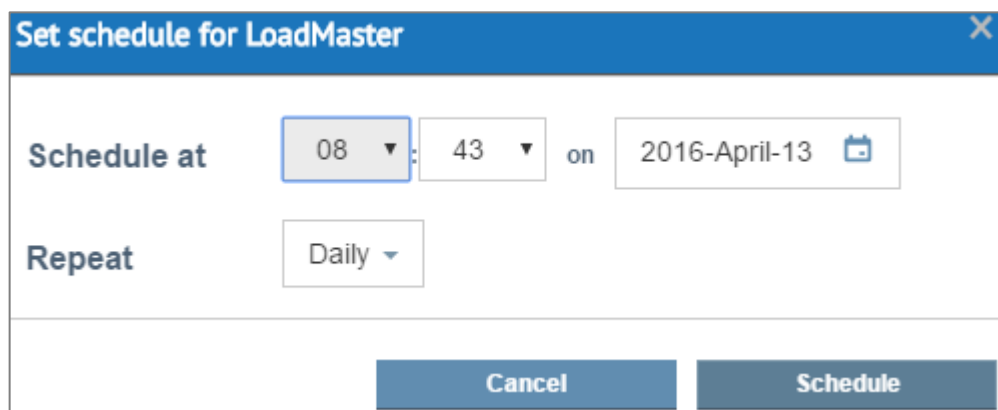 Set schedule for LoadMaster
Schedule at 08 : 43 on 2016-April-13
Repeat Daily
Cancel Schedule